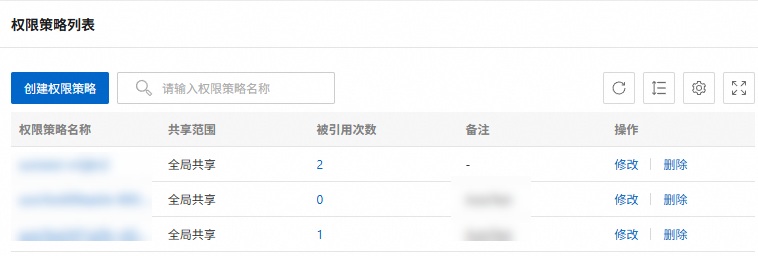 权限策略列表
创建权限策略 请输入权限策略名称
权限策略名称 共享范围 被引用次数 备注 操作
全局共享 2 - 修改 删除
全局共享 0 修改 删除
全局共享 1 修改 删除